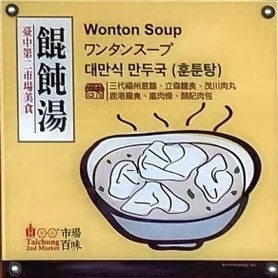 臺中第二市場美食
餛飩湯
Wonton Soup
ワンタンスープ
대만식 만두국 (훈툰탕)
三代福州意麵、立齋麵食、茂川肉丸
鹿港扁食、嵐肉燥、顏記肉包
Taichung
2nd Market
市場
百味